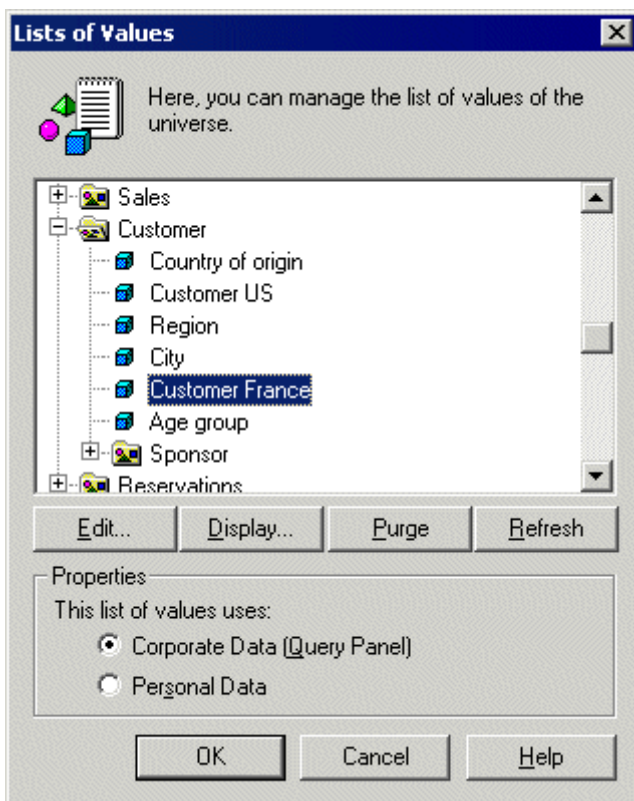 Lists of Values
Here, you can manage the list of values of the
universe.
Sales
Customer
Country of origin
Customer US
Region
City
Customer France
Age group
Sponsor
Reservations
Edit... Display... Purge Refresh
Properties
This list of values uses:
Corporate Data (Query Panel)
Personal Data
OK Cancel Help